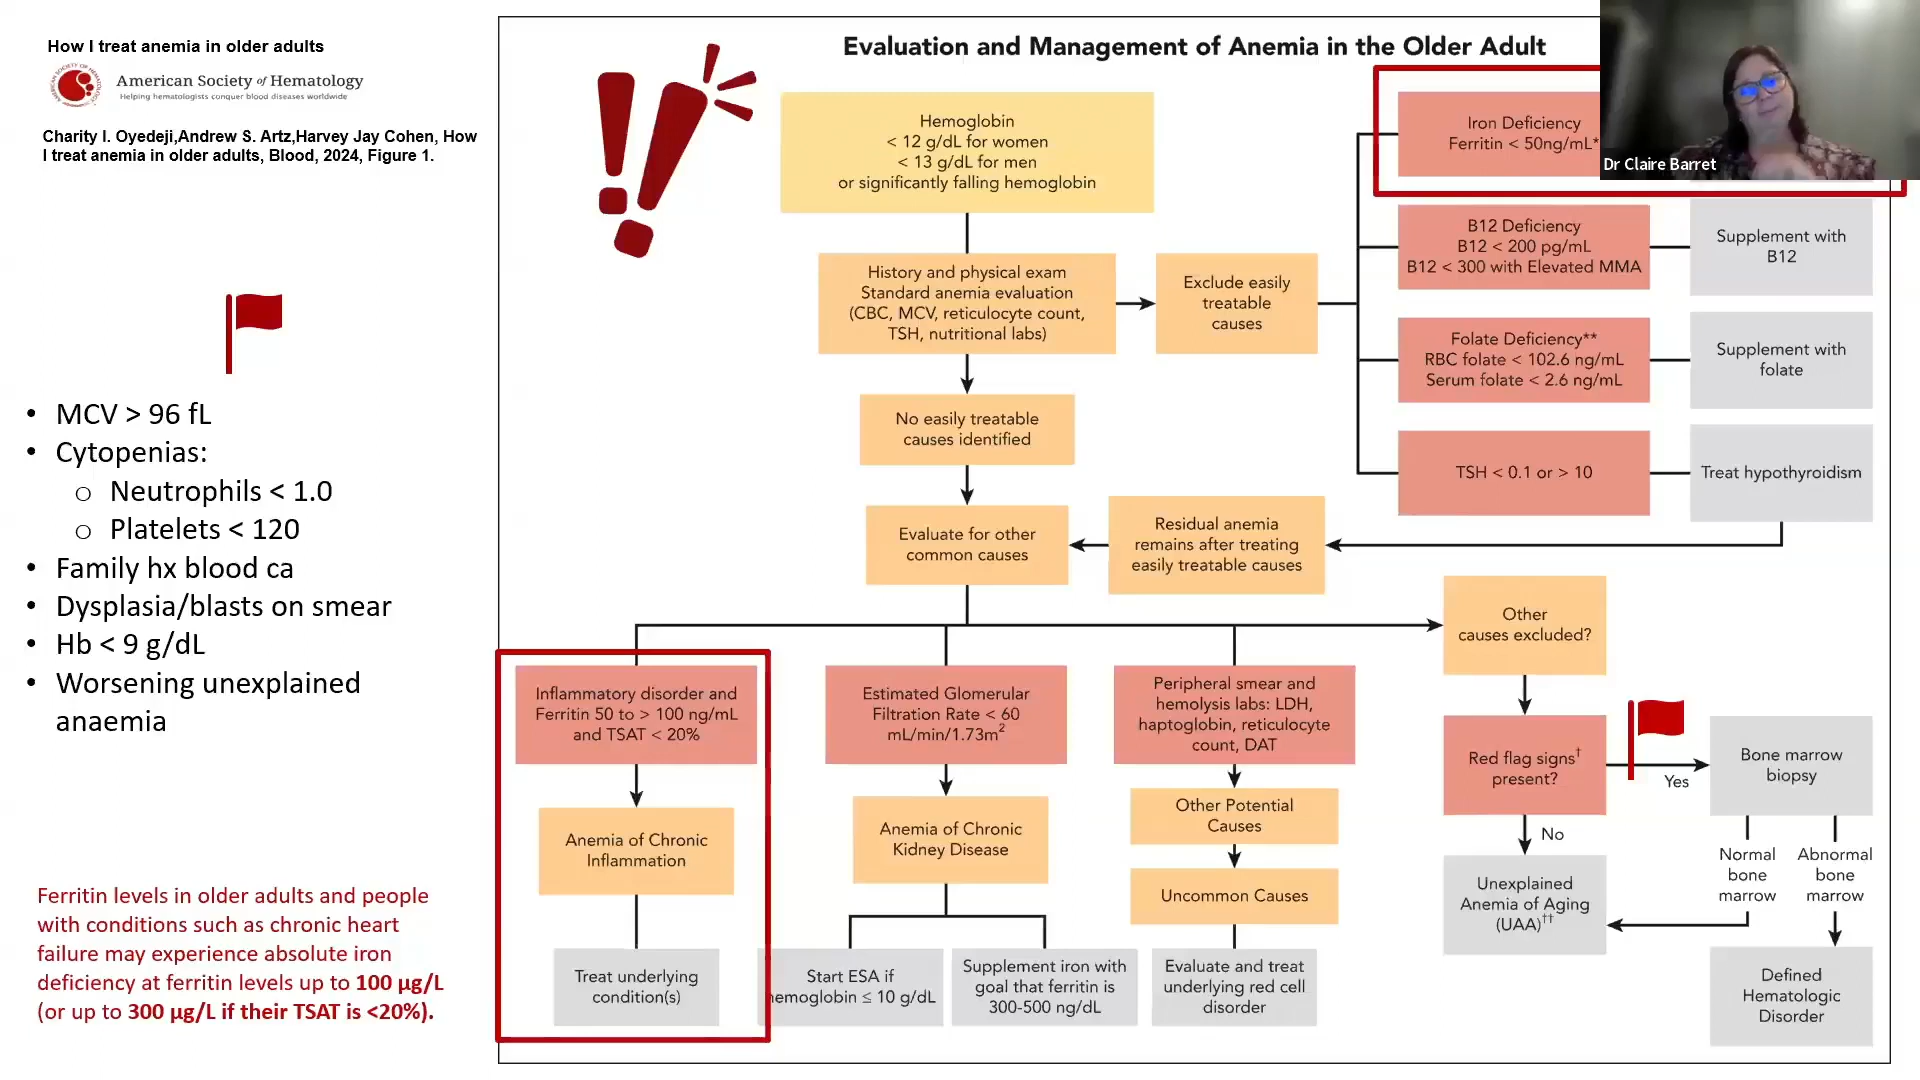 How I treat anemia in older adults
American Society of Hematology
Helping hematologists conquer blood diseases worldwide
Charity I. Oyedeji,Andrew S. Artz,Harvey Jay Cohen, How
I treat anemia in older adults, Blood, 2024, Figure 1.
• MCV > 96 fL
• Cytopenias:
o Neutrophils < 1.0
o Platelets < 120
• Family hx blood ca
• Dysplasia/blasts on smear
• Hb < 9 g/dL
• Worsening unexplained
anaemia
Ferritin levels in older adults and people
with conditions such as chronic heart
failure may experience absolute iron
deficiency at ferritin levels up to 100 µg/L
(or up to 300 µg/L if their TSAT is <20%).
Evaluation and Management of Anemia in the Older Adult
Hemoglobin
< 12 g/dL for women
< 13 g/dL for men
or significantly falling hemoglobin
History and physical exam
Standard anemia evaluation
(CBC, MCV, reticulocyte count,
TSH, nutritional labs)
Exclude easily
treatable
causes
Iron Deficiency
Ferritin < 50ng/mL*
Dr Claire Barret
B12 Deficiency
B12 < 200 pg/mL
B12 < 300 with Elevated MMA
Supplement with
B12
Folate Deficiency**
RBC folate < 102.6 ng/mL
Serum folate < 2.6 ng/mL
Supplement with
folate
TSH < 0.1 or > 10
Treat hypothyroidism
No easily treatable
causes identified
Evaluate for other
common causes
Residual anemia
remains after treating
easily treatable causes
Inflammatory disorder and
Ferritin 50 to > 100 ng/mL
and TSAT < 20%
Anemia of Chronic
Inflammation
Treat underlying
condition(s)
Estimated Glomerular
Filtration Rate < 60
mL/min/1.73m²
Anemia of Chronic
Kidney Disease
Start ESA if
hemoglobin ≤ 10 g/dL
Supplement iron with
goal that ferritin is
300-500 ng/dL
Peripheral smear and
hemolysis labs: LDH,
haptoglobin, reticulocyte
count, DAT
Other Potential
Causes
Uncommon Causes
Evaluate and treat
underlying red cell
disorder
Other
causes excluded?
Red flag signs†
present?
Yes
No
Bone marrow
biopsy
Normal
bone
marrow
Abnormal
bone
marrow
Unexplained
Anemia of Aging
(UAA)††
Defined
Hematologic
Disorder